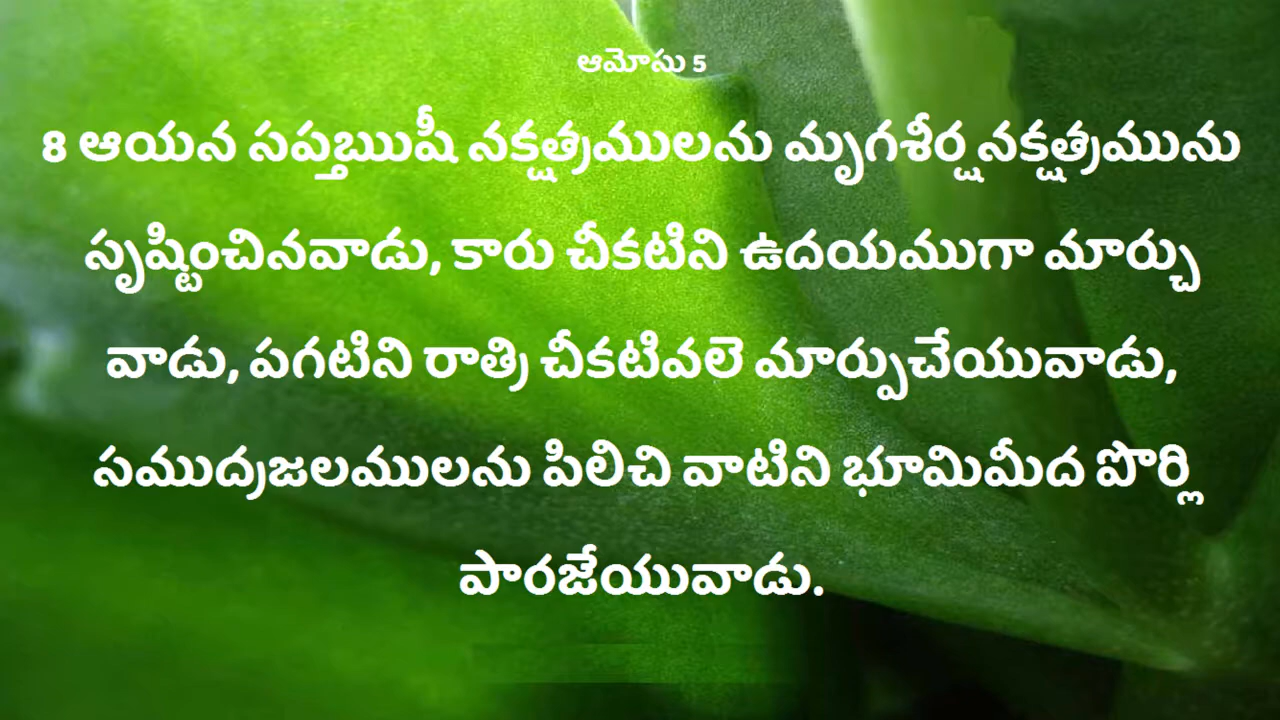 ఆమోసు 5
8 ఆయన సప్తబుుషీ నక్షత్రములను మృగశీర్ష నక్షత్రమును
సృష్టించినవాడు, కారు చీకటిని ఉదయముగా మార్చు
వాడు, పగటిని రాత్రి చీకటివలె మార్పుచేయువాడు,
సముద్రజలములను పిలిచి వాటిని భూమిమీద పొర్లి
పారజేయువాడు.